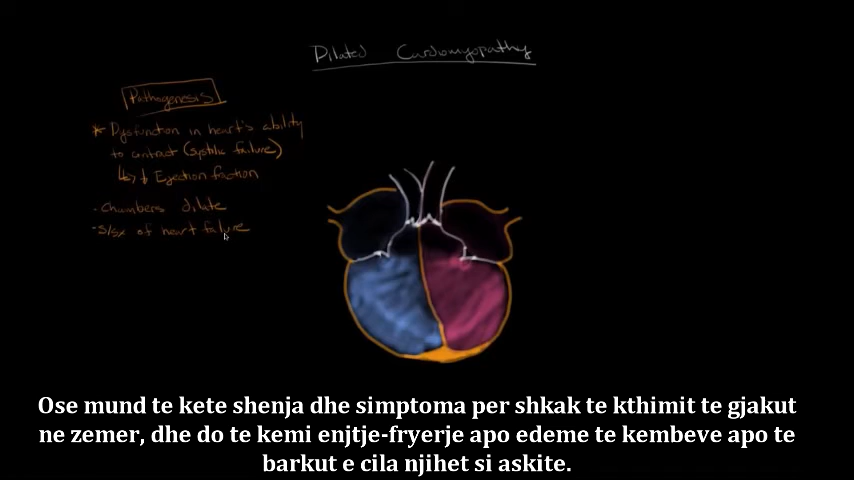 Dilated Cardiomyopathy
Pathogenesis
* Dysfunction in heart's ability
to contract (systolic failure)
↳ ↓ Ejection fraction
- Chambers dilate
- S/Sx of heart failure
Ose mund te kete shenja dhe simptoma per shkak te kthimit te gjakut
ne zemer, dhe do te kemi enjtje-fryerje apo edeme te kembeve apo te
barkut e cila njihet si askite.